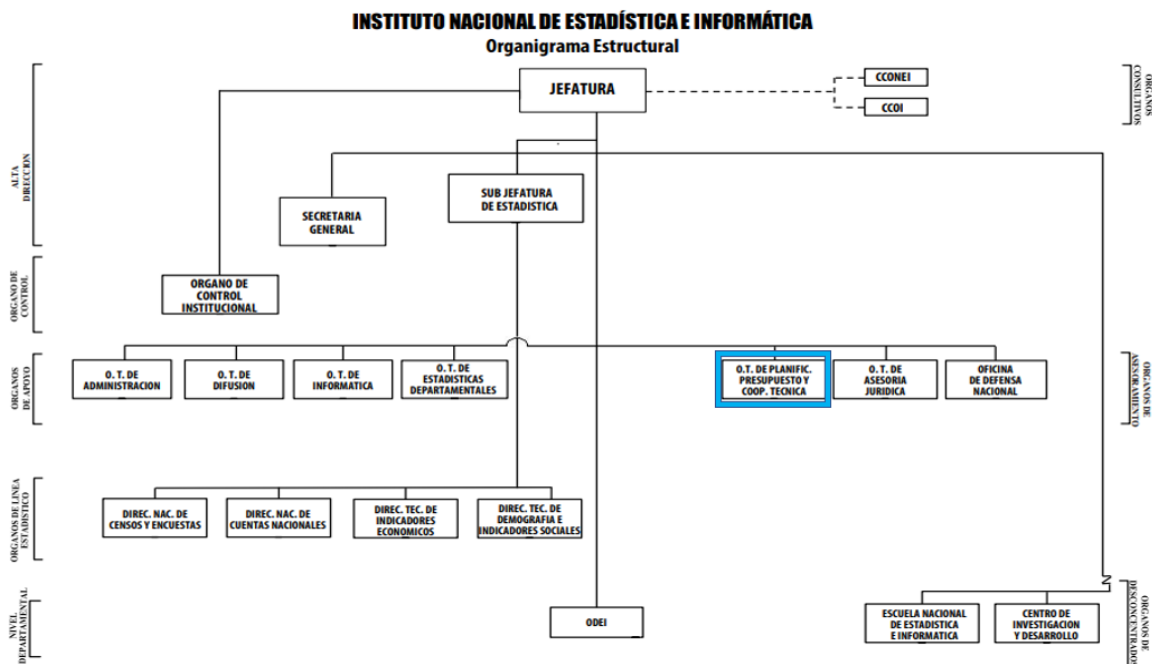 INSTITUTO NACIONAL DE ESTADÍSTICA E INFORMÁTICA
Organigrama Estructural
JEFATURA
CCONEI
CCOI
ORGANOS
CONSULTIVOS
ALTA
DIRECCION
SUB JEFATURA
DE ESTADISTICA
SECRETARIA
GENERAL
ORGANO DE
CONTROL
ORGANO DE
CONTROL
INSTITUCIONAL
ORGANOS
DE APOYO
O. T. DE
ADMINISTRACION
O. T. DE
DIFUSION
O. T. DE
INFORMATICA
O. T. DE
ESTADISTICAS
DEPARTAMENTALES
O.T. DE PLANIFIC.
PRESUPUESTO Y
COOP. TECNICA
O. T. DE
ASESORIA
JURIDICA
OFICINA
DE DEFENSA
NACIONAL
ORGANOS DE
ASESORAMIENTO
ORGANOS DE LINEA
ESTADISTICO
DIREC. NAC. DE
CENSOS Y ENCUESTAS
DIREC. NAC. DE
CUENTAS NACIONALES
DIREC. TEC. DE
INDICADORES
ECONOMICOS
DIREC. TEC. DE
DEMOGRAFIA E
INDICADORES SOCIALES
NIVEL
DEPARTAMENTAL
ODEI
ESCUELA NACIONAL
DE ESTADISTICA
E INFORMATICA
CENTRO DE
INVESTIGACION
Y DESARROLLO
ORGANOS DE
DESCONCENTRADOS